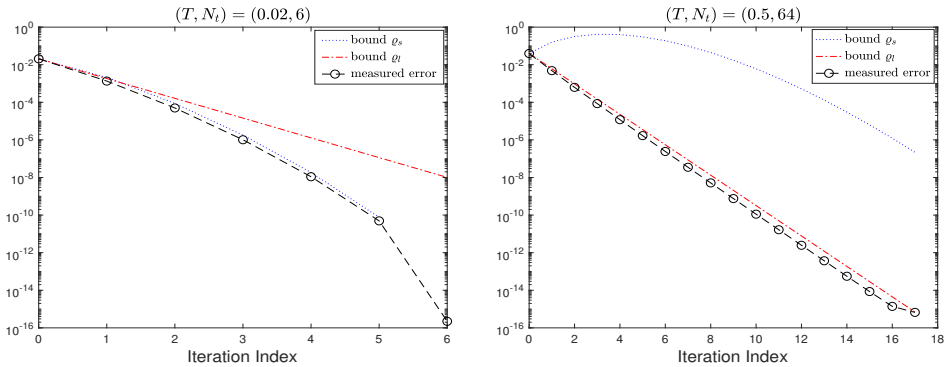 (T, N_t) = (0.02, 6)
10^0
10^-2
10^-4
10^-6
10^-8
10^-10
10^-12
10^-14
10^-16
0 1 2 3 4 5 6
Iteration Index
bound ϱ_s
bound ϱ_l
measured error
(T, N_t) = (0.5, 64)
10^0
10^-2
10^-4
10^-6
10^-8
10^-10
10^-12
10^-14
10^-16
0 2 4 6 8 10 12 14 16 18
Iteration Index
bound ϱ_s
bound ϱ_l
measured error